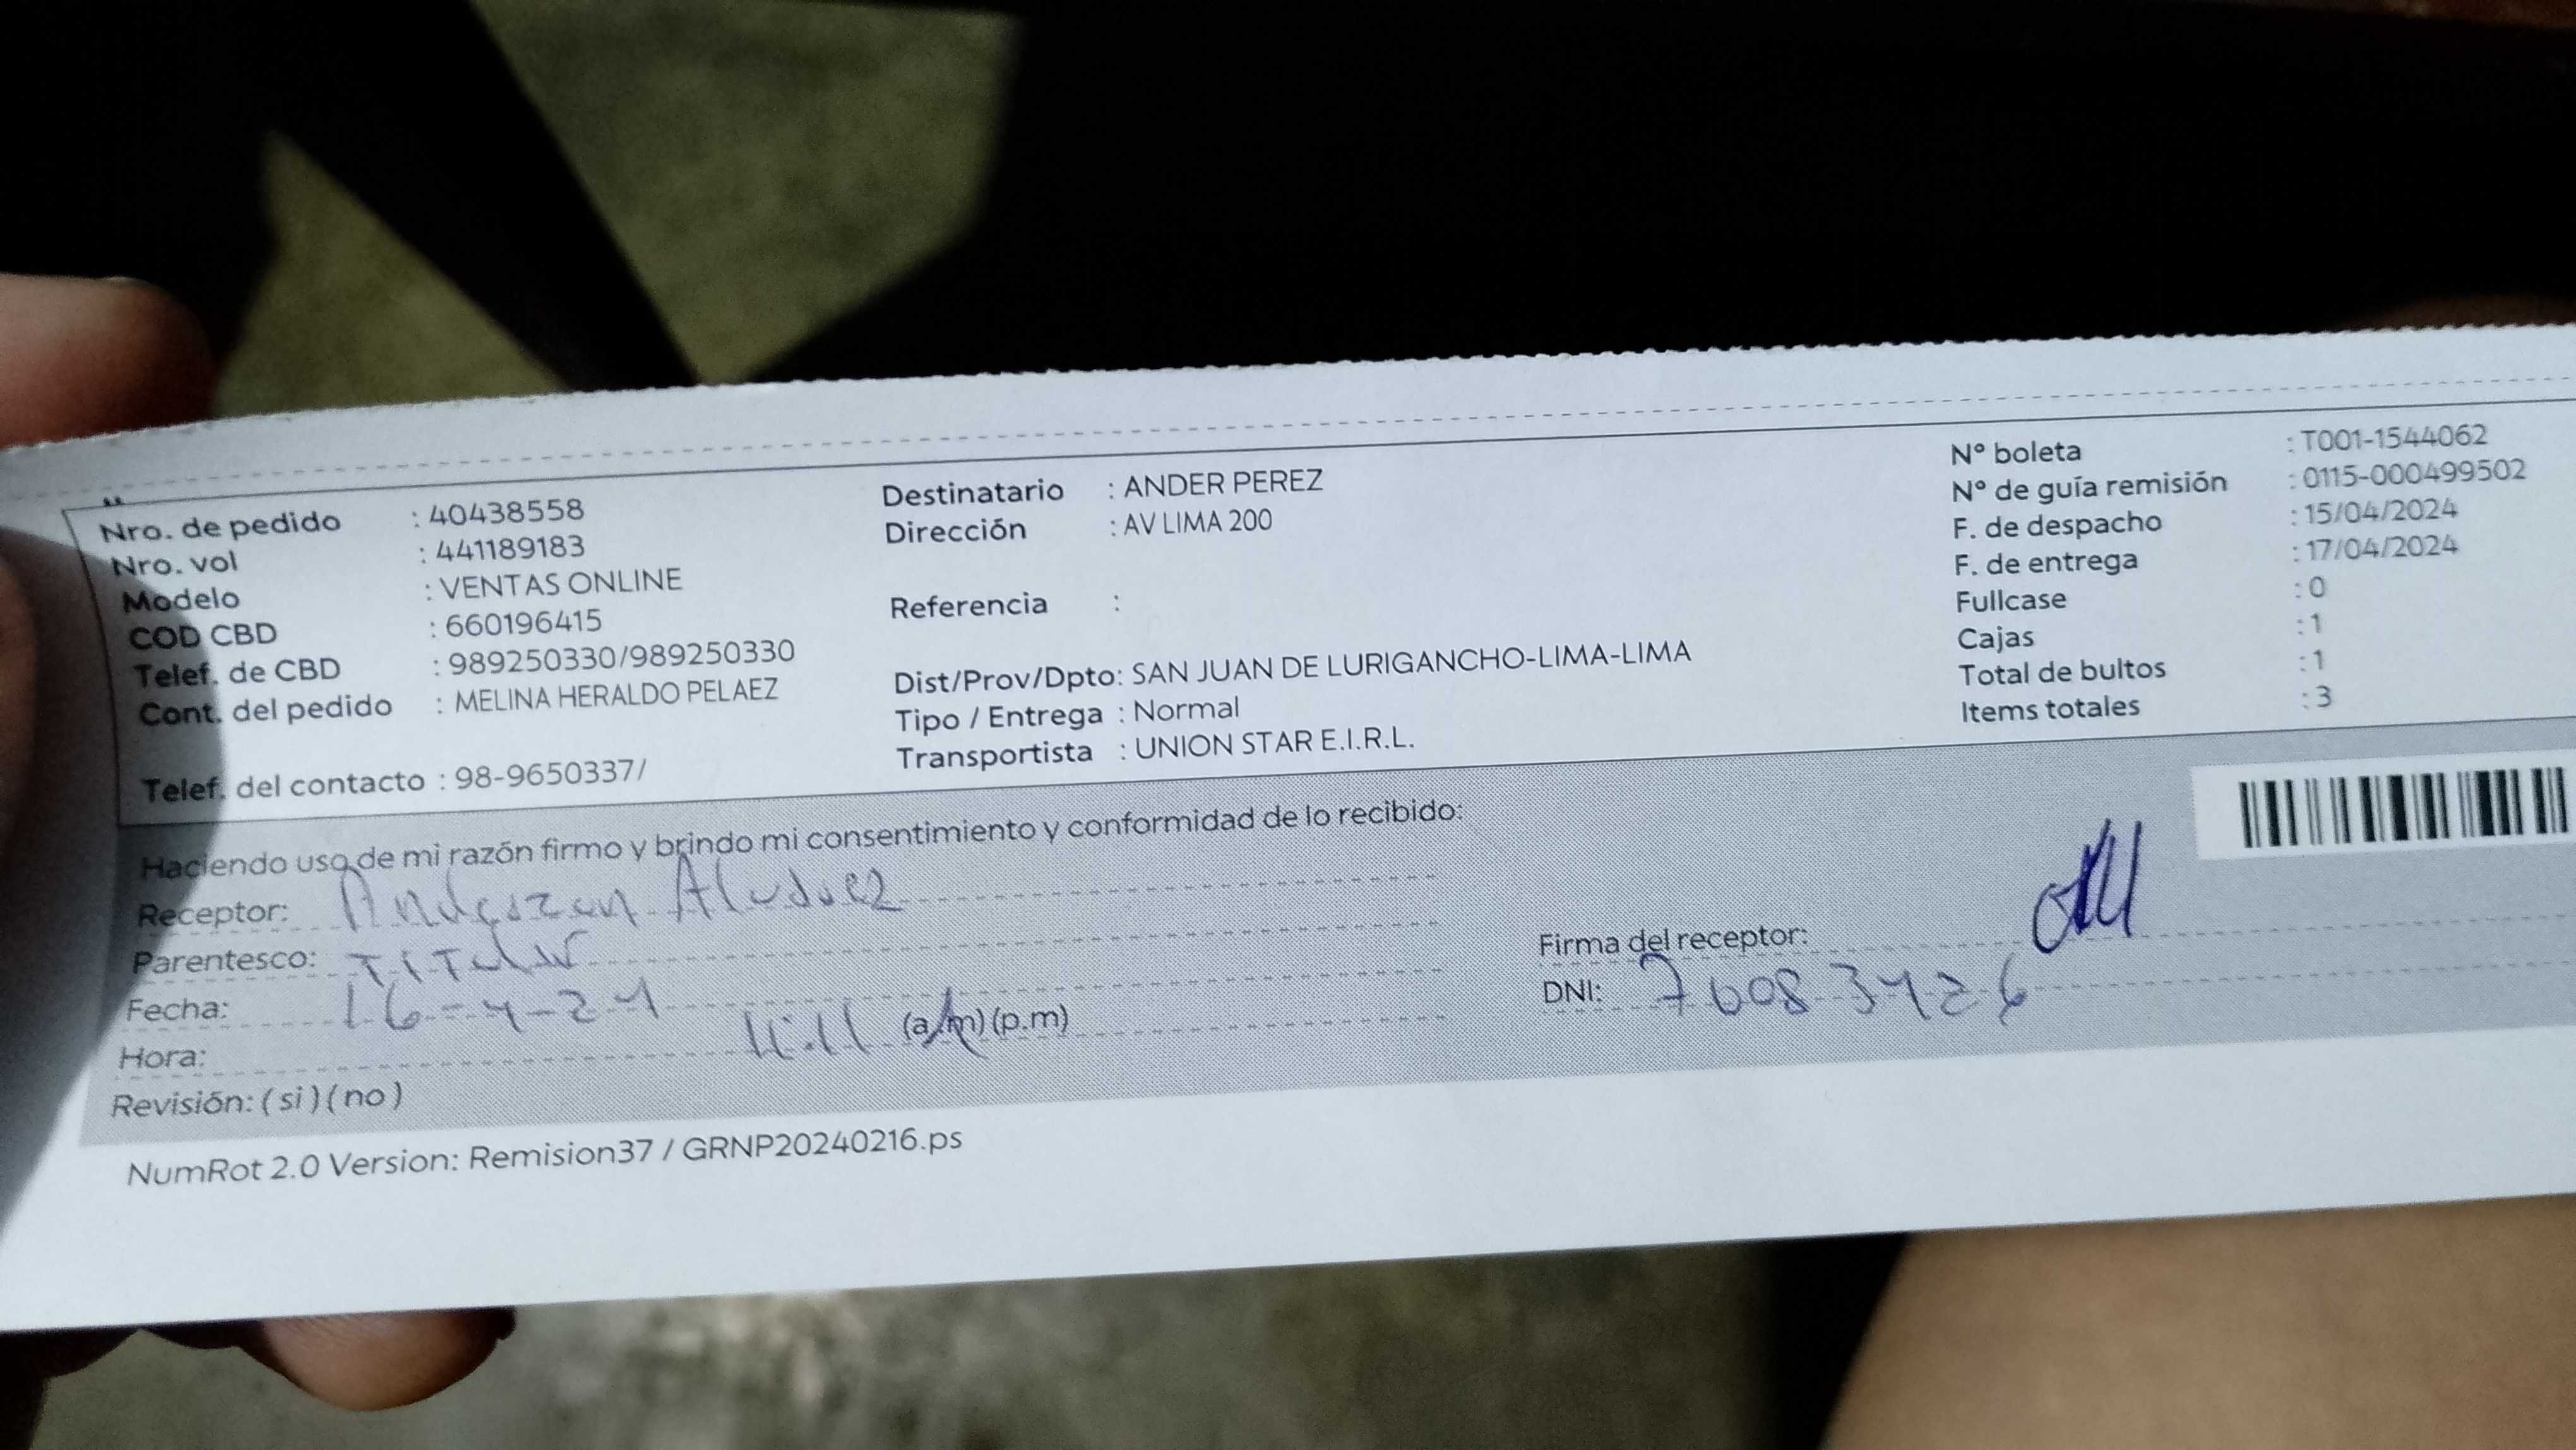 Nro. de pedido : 40438558
Nro. vol : 441189183
Modelo : VENTAS ONLINE
COD CBD : 660196415
Telef. de CBD : 989250330/989250330
Cont. del pedido : MELINA HERALDO PELAEZ
Telef. del contacto : 98-9650337/
Destinatario : ANDER PEREZ
Dirección : AV LIMA 200
Referencia :
Dist/Prov/Dpto: SAN JUAN DE LURIGANCHO-LIMA-LIMA
Tipo / Entrega : Normal
Transportista : UNION STAR E.I.R.L.
Nº boleta : T001-1544062
Nº de guía remisión : 0115-000499502
F. de despacho : 15/04/2024
F. de entrega : 17/04/2024
Fullcase : 0
Cajas : 1
Total de bultos : 1
Items totales : 3
Haciendo uso de mi razón firmo y brindo mi consentimiento y conformidad de lo recibido:
Receptor:
Parentesco: TITULAR
Fecha: 16-4-24
Hora: 11:11 (a.m)(p.m)
Revisión: (si)(no)
Firma del receptor:
DNI: 76083426
NumRot 2.0 Version: Remision37 / GRNP20240216.ps